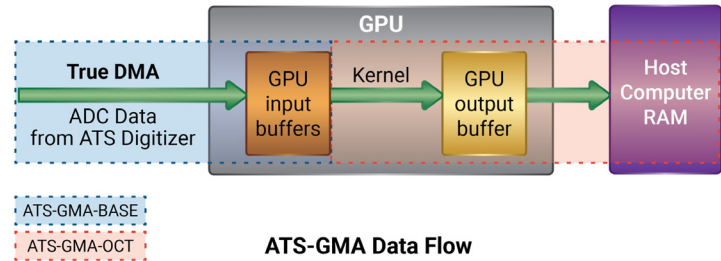 GPU
True DMA
ADC Data
from ATS Digitizer
GPU
input
buffers
Kernel
GPU
output
buffer
Host
Computer
RAM
ATS-GMA-BASE
ATS-GMA-OCT
ATS-GMA Data Flow